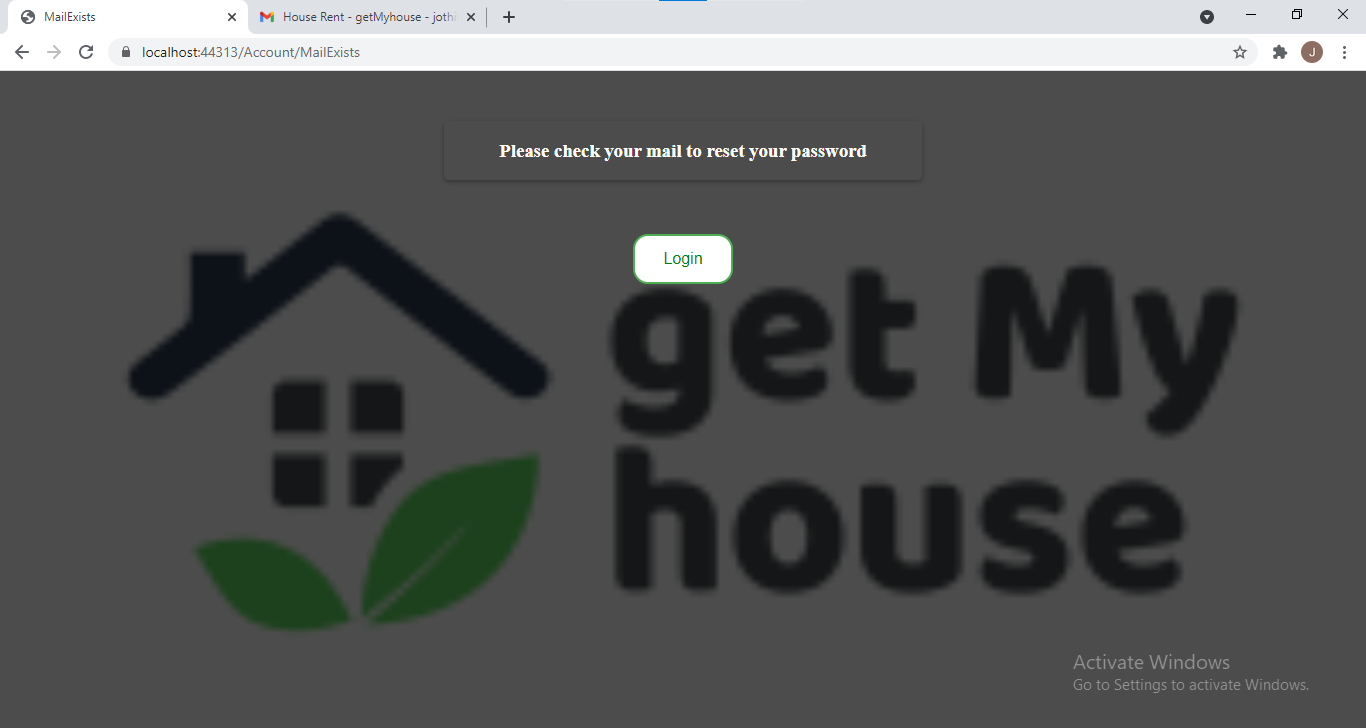 MailExists
House Rent - getMyhouse - jothi
localhost:44313/Account/MailExists
J
Please check your mail to reset your password
Login
get My
house
Activate Windows
Go to Settings to activate Windows.